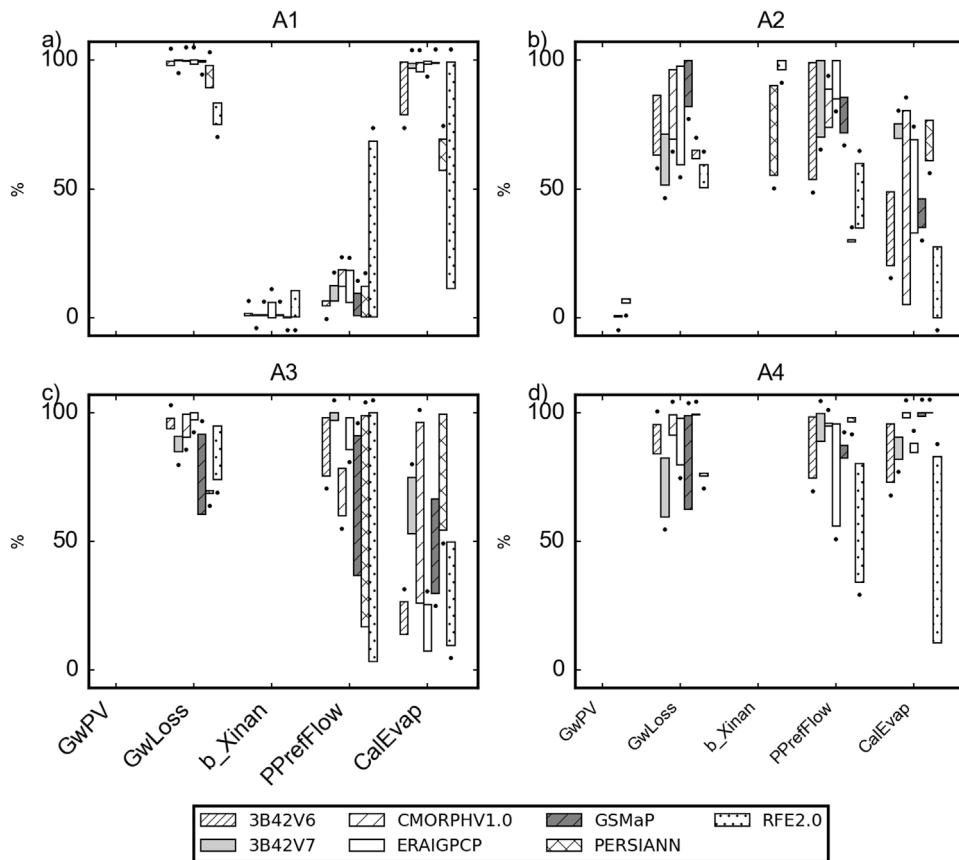 A1
A2
a)
b)
100
50
0
%
100
50
0
%
A3
A4
c)
d)
100
50
0
%
100
50
0
%
GwPV
GwLoss
b_Xinan
PPrefFlow
CalEvap
GwPV
GwLoss
b_Xinan
PPrefFlow
CalEvap
3B42V6
CMORPHV1.0
GSMaP
RFE2.0
3B42V7
ERAIGPCP
PERSIANN